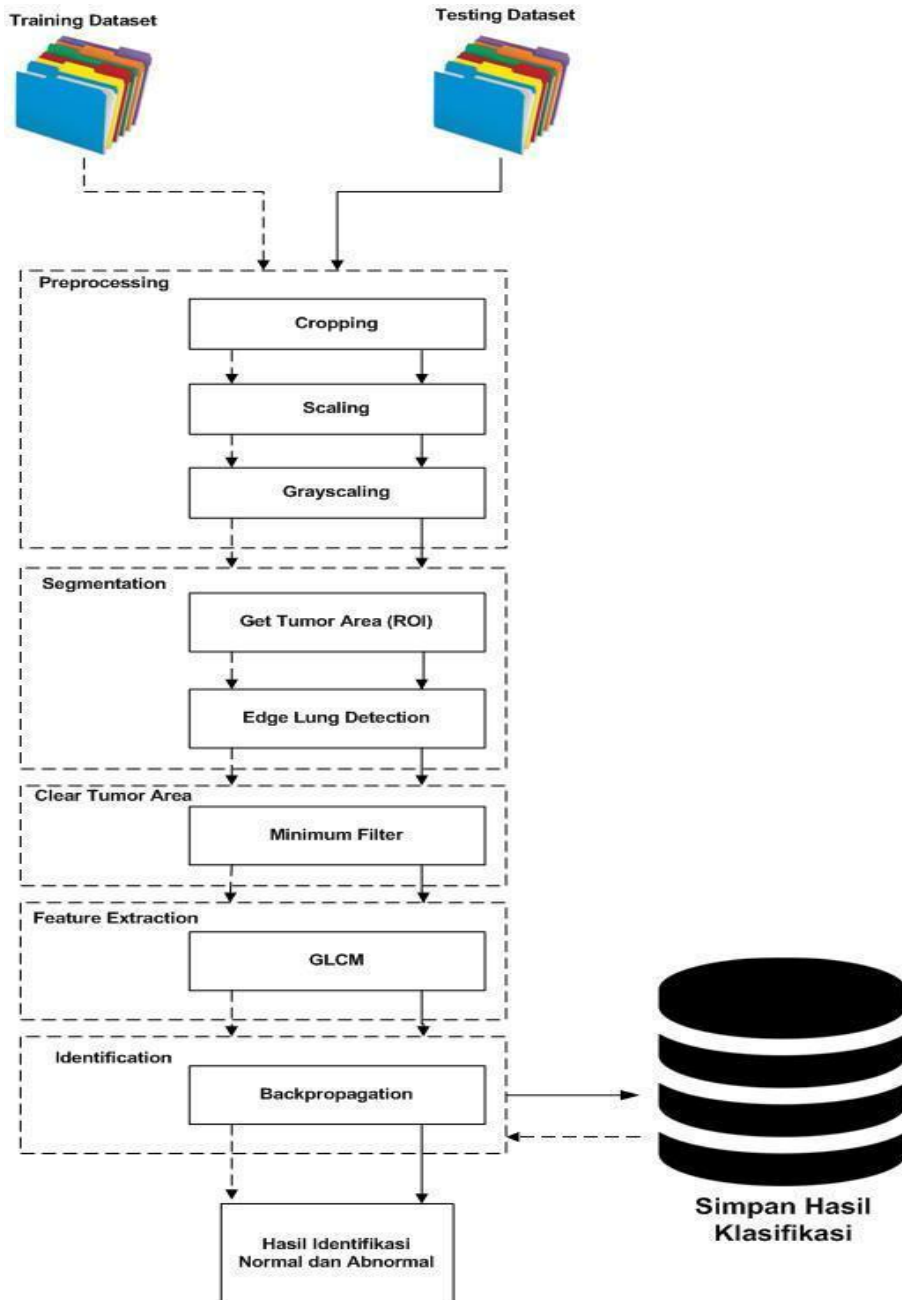 Training Dataset
Testing Dataset
Preprocessing
Cropping
Scaling
Grayscaling
Segmentation
Get Tumor Area (ROI)
Edge Lung Detection
Clear Tumor Area
Minimum Filter
Feature Extraction
GLCM
Identification
Backpropagation
Simpan Hasil
Klasifikasi
Hasil Identifikasi
Normal dan Abnormal